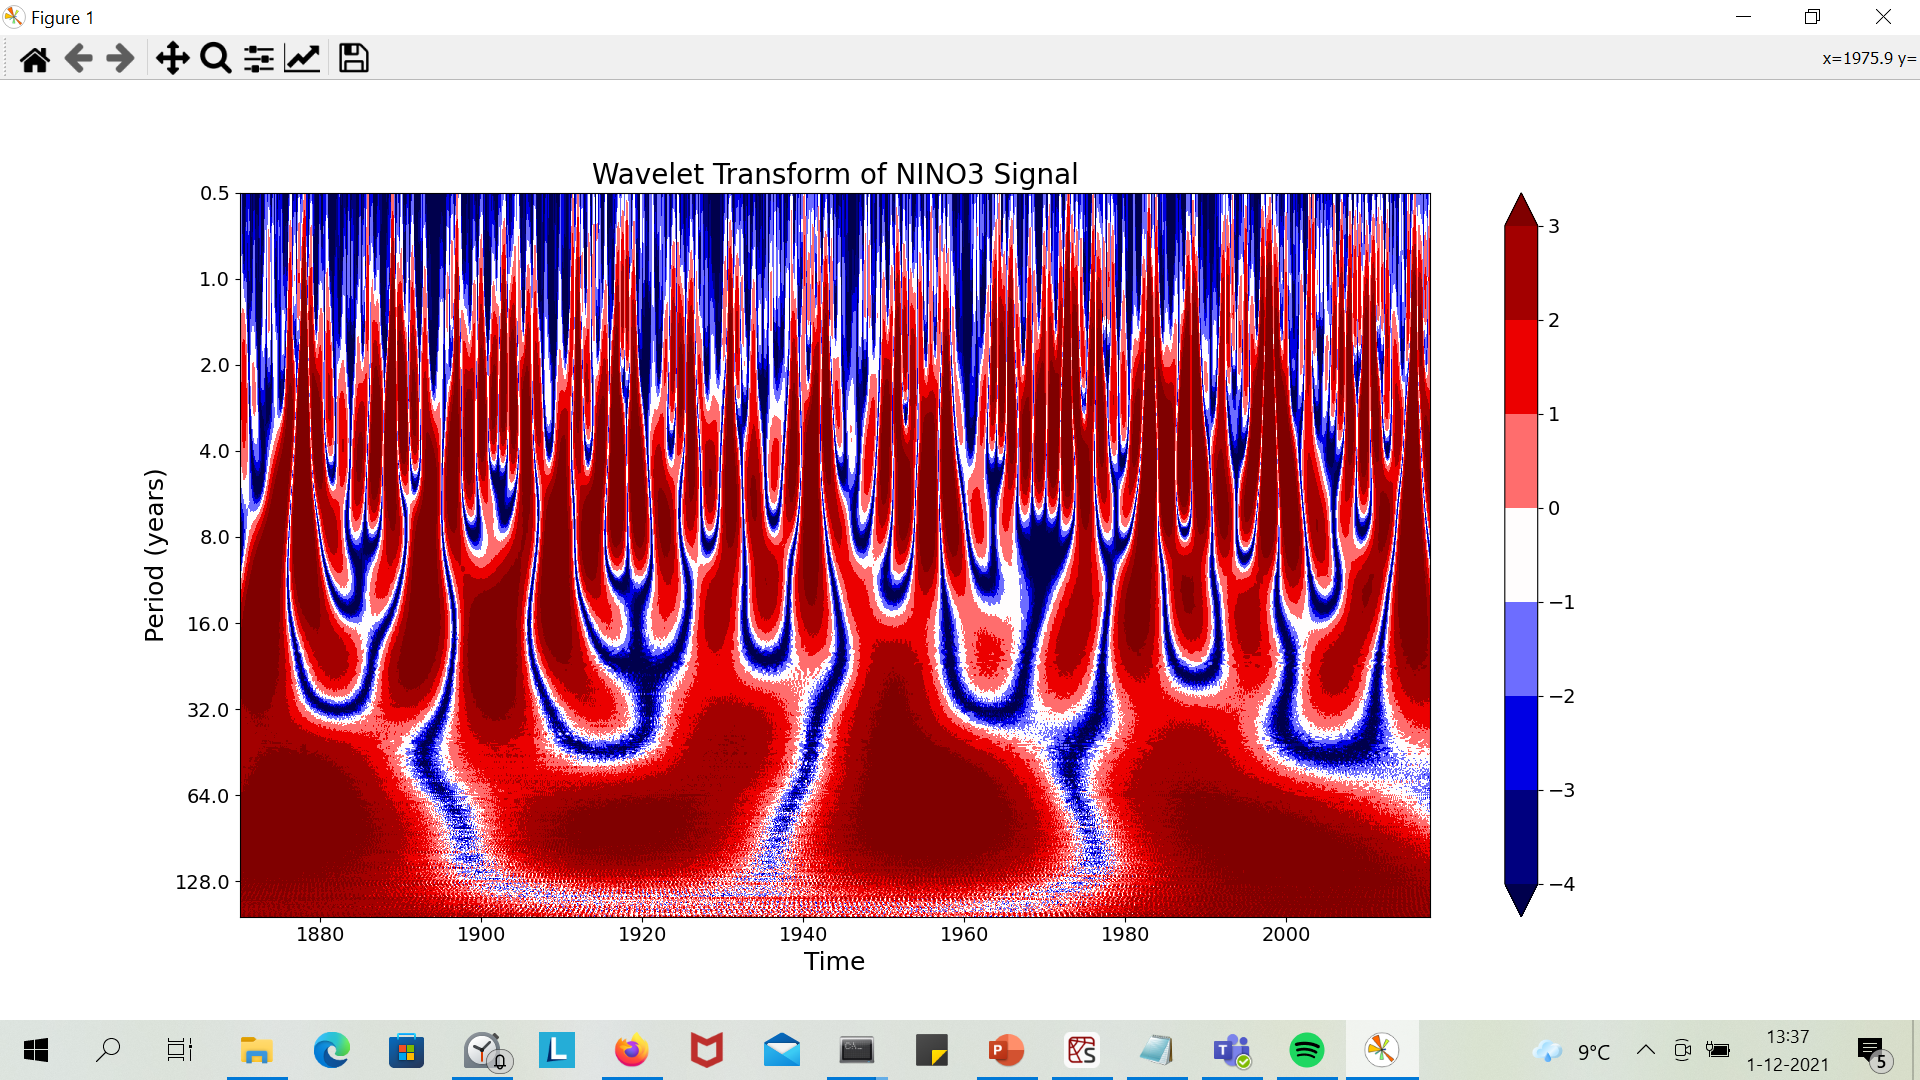 Figure 1
x=1975.9 y=
Wavelet Transform of NINO3 Signal
0.5
1.0
2.0
4.0
8.0
16.0
32.0
64.0
128.0
Period (years)
1880 1900 1920 1940 1960 1980 2000
Time
3
2
1
0
−1
−2
−3
−4
L
C:\_
P
S
T
9°C
13:37
1-12-2021
5